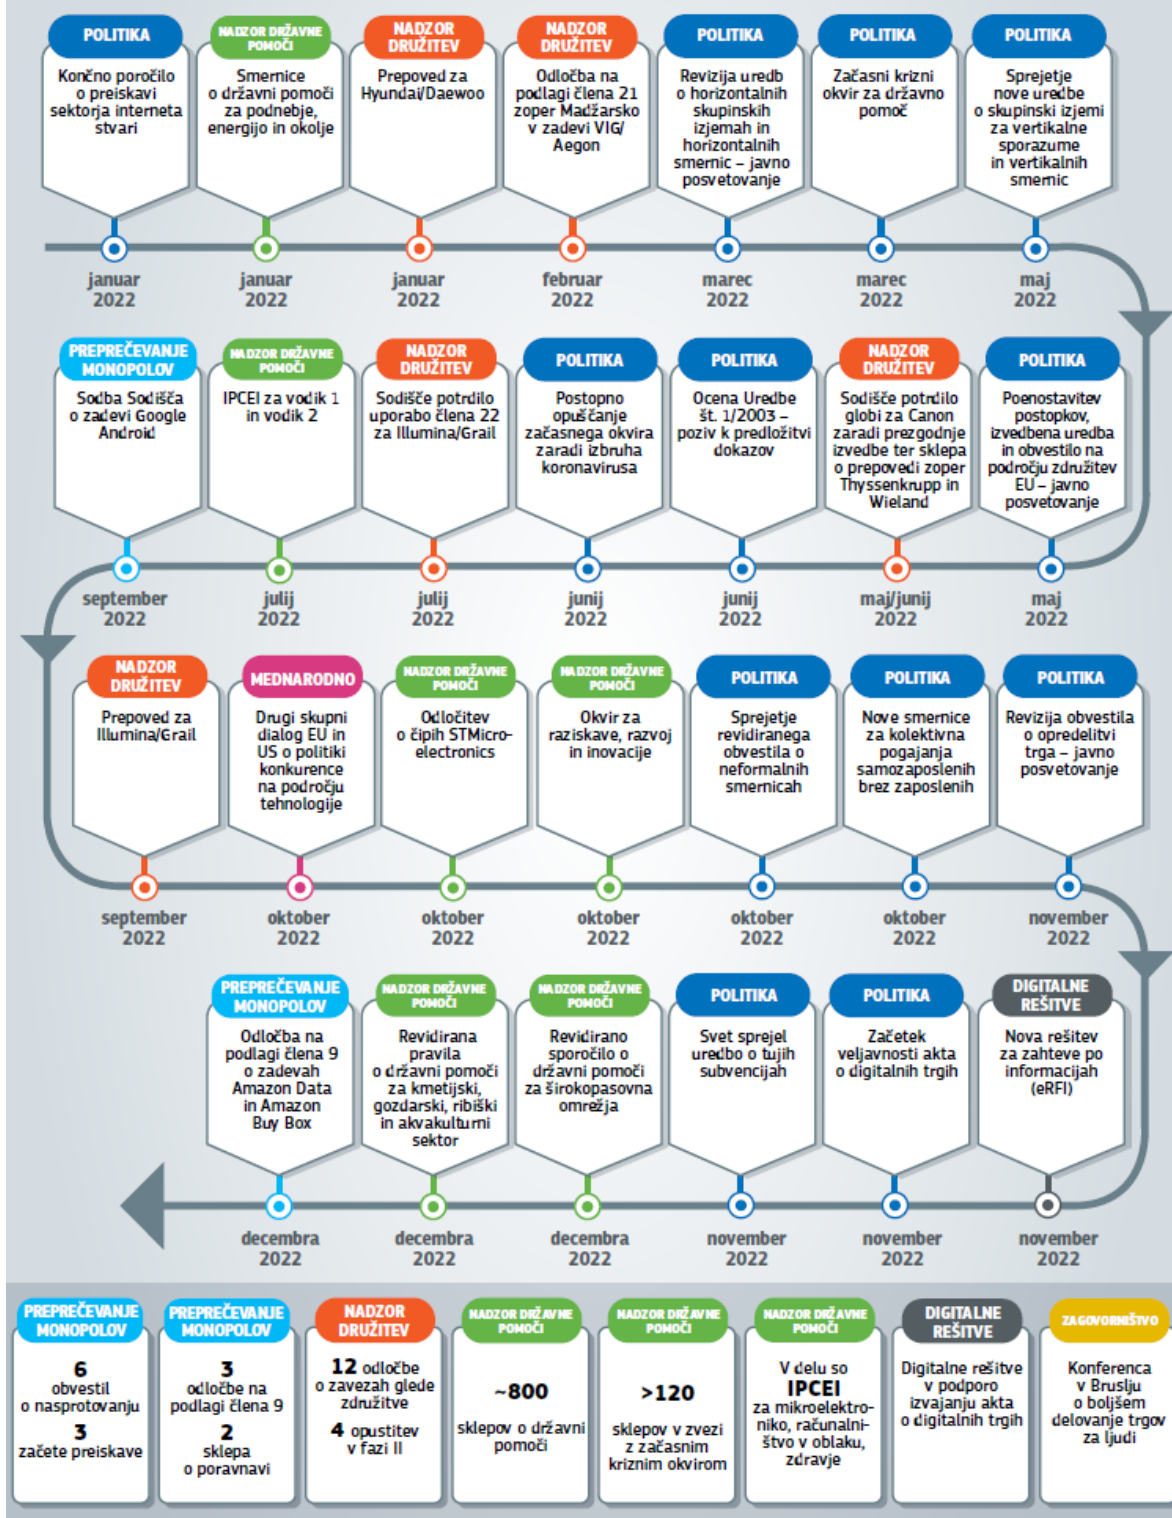 POLITIKA
Končno poročilo
o preiskavi
sektorja interneta
stvari
januar
2022
NADZOR DRŽAVNE
POMOČI
Smernice
o državni pomoči
za podnebje,
energijo in okolje
januar
2022
NADZOR
DRUŽITEV
Prepoved za
Hyundai/Daewoo
januar
2022
NADZOR
DRUŽITEV
Odločba na
podlagi člena 21
zoper Madžarsko
v zadevi VIG/
Aegon
februar
2022
POLITIKA
Revizija uredb
o horizontalnih
skupinskih
izjemah in
horizontalnih
smernic – javno
posvetovanje
marec
2022
POLITIKA
Začasni krizni
okvir za državno
pomoč
marec
2022
POLITIKA
Sprejetje
nove uredbe
o skupinski izjemi
za vertikalne
sporazume
in vertikalnih
smernic
maj
2022
PREPREČEVANJE
MONOPOLOV
Sodba Sodišča
o zadevi Google
Android
september
2022
NADZOR DRŽAVNE
POMOČI
IPCEI za vodik 1
in vodik 2
julij
2022
NADZOR
DRUŽITEV
Sodišče potrdilo
uporabo člena 22
za Illumina/Grail
julij
2022
POLITIKA
Postopno
opuščanje
začasnega okvira
zaradi izbruha
koronavirusa
junij
2022
POLITIKA
Ocena Uredbe
št. 1/2003 –
poziv k predložitvi
dokazov
junij
2022
NADZOR
DRUŽITEV
Sodišče potrdilo
globi za Canon
zaradi prezgodnje
izvedbe ter sklepa
o prepovedi zoper
Thyssenkrupp in
Wieland
maj/junij
2022
POLITIKA
Poenostavitev
postopkov,
izvedbena uredba
in obvestilo na
področju združitev
EU – javno
posvetovanje
maj
2022
NADZOR
DRUŽITEV
Prepoved za
Illumina/Grail
september
2022
MEDNARODNO
Drugi skupni
dialog EU in
US o politiki
konkurence
na področju
tehnologije
oktober
2022
NADZOR DRŽAVNE
POMOČI
Odločitev
o čipih STMicro-
electronics
oktober
2022
NADZOR DRŽAVNE
POMOČI
Okvir za
raziskave, razvoj
in inovacije
oktober
2022
POLITIKA
Sprejetje
revidiranega
obvestila o
neformalnih
smernicah
oktober
2022
POLITIKA
Nove smernice
za kolektivna
pogajanja
samozaposlenih
brez zaposlenih
oktober
2022
POLITIKA
Revizija obvestila
o opredelitvi
trga – javno
posvetovanje
november
2022
PREPREČEVANJE
MONOPOLOV
Odločba na
podlagi člena 9
o zadevah
Amazon Data
in Amazon
Buy Box
decembra
2022
NADZOR DRŽAVNE
POMOČI
Revidirana
pravila
o državni pomoči
za kmetijski,
gozdarski, ribiški
in akvakulturni
sektor
decembra
2022
NADZOR DRŽAVNE
POMOČI
Revidirano
sporočilo o
državni pomoči
za širokopasovna
omrežja
decembra
2022
POLITIKA
Svet sprejel
uredbo o tujih
subvencijah
november
2022
POLITIKA
Začetek
veljavnosti akta
o digitalnih trgih
november
2022
DIGITALNE
REŠITVE
Nova rešitev
za zahteve po
informacijah
(eRFI)
november
2022
PREPREČEVANJE
MONOPOLOV
6
obvestil
o nasprotovanju
3
začete preiskave
PREPREČEVANJE
MONOPOLOV
3
odločbe na
podlagi člena 9
2
sklepa
o poravnavi
NADZOR
DRUŽITEV
12 odločbe
o zavezah glede
združitve
4 opustitev
v fazi II
NADZOR DRŽAVNE
POMOČI
~800
sklepov o državni
pomoči
NADZOR DRŽAVNE
POMOČI
>120
sklepov v zvezi
z začasnim
kriznim okvirom
NADZOR DRŽAVNE
POMOČI
V delu so
IPCEI
za mikroelektro-
niko, računalni-
štvo v oblaku,
zdravje
DIGITALNE
REŠITVE
Digitalne rešitve
v podporo
izvajanju akta
o digitalnih trgih
ZAGOVORNIŠTVO
Konferenca
v Bruslju
o boljšem
delovanje trgov
za ljudi